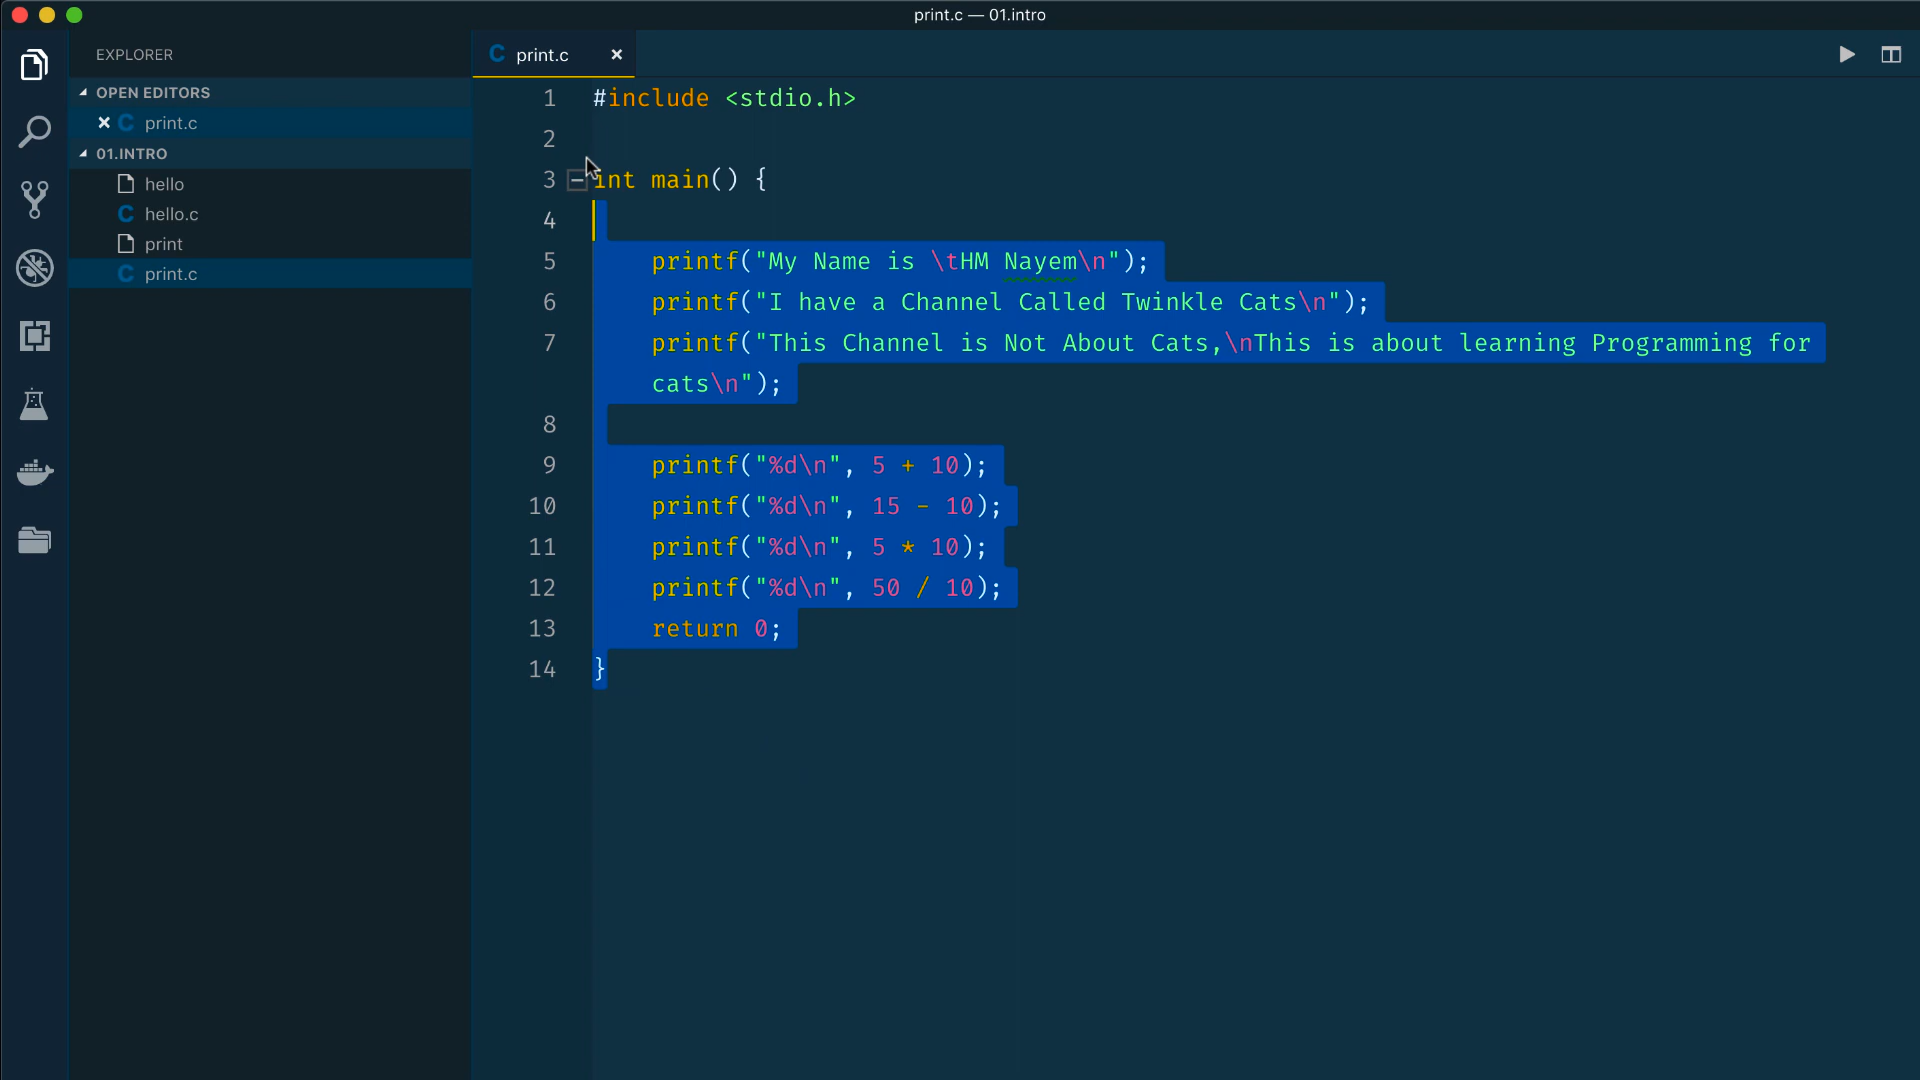 print.c — 01.intro
EXPLORER
OPEN EDITORS
C print.c
01.INTRO
hello
C hello.c
print
C print.c
C print.c
1 #include <stdio.h>
2
3 int main() {
4
5 printf("My Name is \tHM Nayem\n");
6 printf("I have a Channel Called Twinkle Cats\n");
7 printf("This Channel is Not About Cats,\nThis is about learning Programming for
cats\n");
8
9 printf("%d\n", 5 + 10);
10 printf("%d\n", 15 - 10);
11 printf("%d\n", 5 * 10);
12 printf("%d\n", 50 / 10);
13 return 0;
14 }